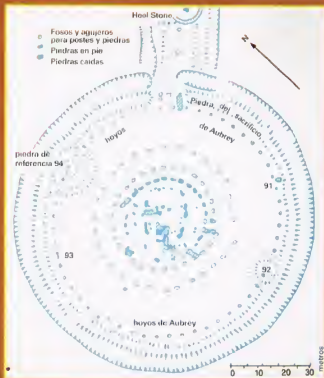 Heel Stone
Fosos y agujeros
para postes y piedras
Piedras en pie
Piedras caídas
N
Piedra del sacrificio
hoyos
de Aubrey
piedra de
referencia 94
91
93
92
hoyos de Aubrey
0 10 20 30
metros